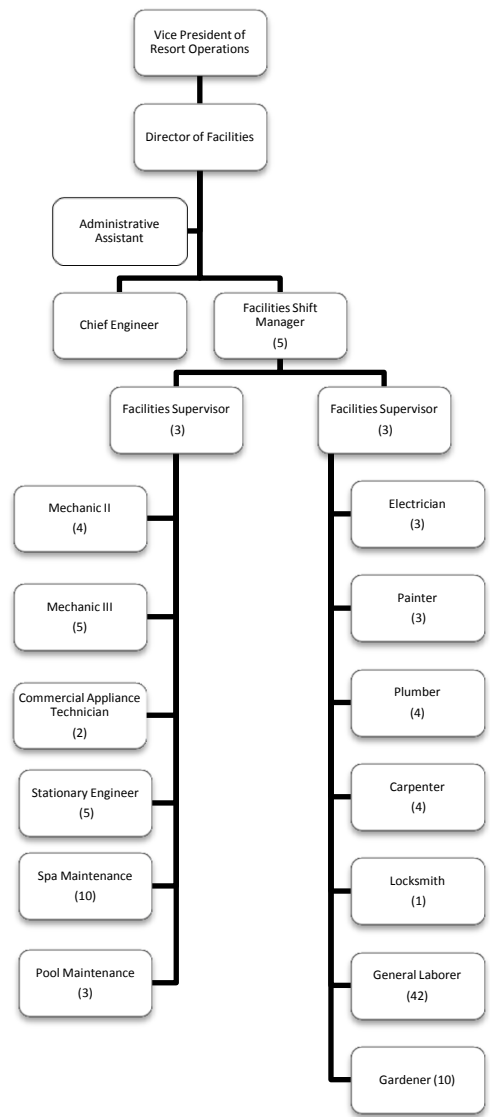 Vice President of
Resort Operations
Director of Facilities
Administrative
Assistant
Chief Engineer
Facilities Shift
Manager
(5)
Facilities Supervisor
(3)
Facilities Supervisor
(3)
Mechanic II
(4)
Mechanic III
(5)
Commercial Appliance
Technician
(2)
Stationary Engineer
(5)
Spa Maintenance
(10)
Pool Maintenance
(3)
Electrician
(3)
Painter
(3)
Plumber
(4)
Carpenter
(4)
Locksmith
(1)
General Laborer
(42)
Gardener (10)